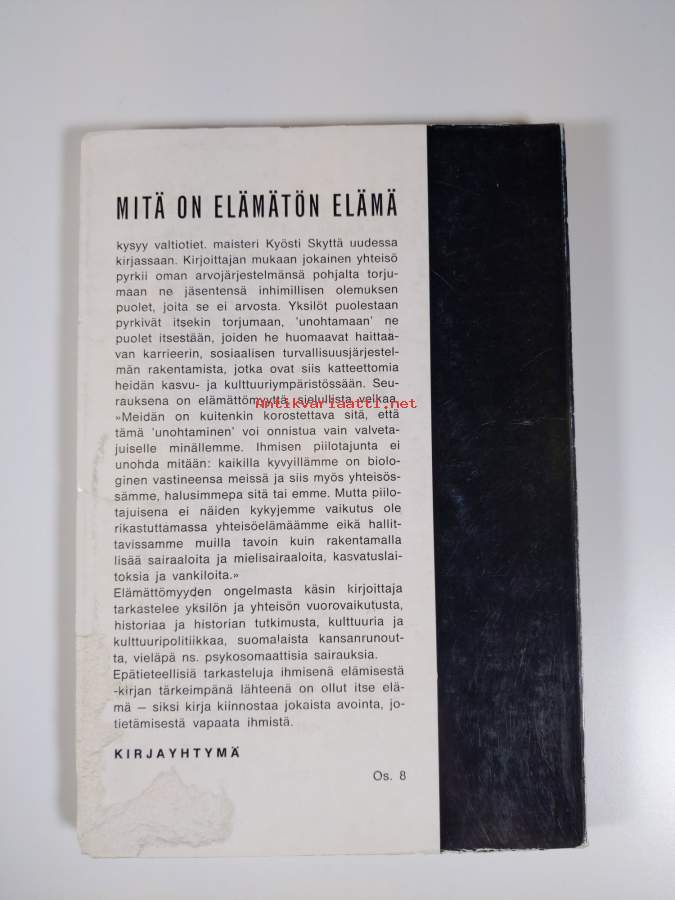 MITÄ ON ELÄMÄTÖN ELÄMÄ
kysyy valtiotiet. maisteri Kyösti Skyttä uudessa
kirjassaan. Kirjoittajan mukaan jokainen yhteisö
pyrkii oman arvojärjestelmänsä pohjalta torju-
maan ne jäsentensä inhimillisen olemuksen
puolet, joita se ei arvosta. Yksilöt puolestaan
pyrkivät itsekin torjumaan, 'unohtamaan' ne
puolet itsestään, joiden he huomaavat haittaa-
van karrieerin, sosiaalisen turvallisuusjärjestel-
män rakentamista, jotka ovat siis katteettomia
heidän kasvu- ja kulttuuriympäristössään. Seu-
rauksena on elämättömyyttä, sielullista velkaa.
Antikvariaatti.net
»Meidän on kuitenkin korostettava sitä, että
tämä 'unohtaminen' voi onnistua vain valveta-
juiselle minällemme. Ihmisen piilotajunta ei
unohda mitään: kaikilla kyvyillämme on biolo-
ginen vastineensa meissä ja siis myös yhteisös-
sämme, halusimmepa sitä tai emme. Mutta piilo-
tajuisena ei näiden kykyjemme vaikutus ole
rikastuttamassa yhteisöelämäämme eikä hallit-
tavissamme muilla tavoin kuin rakentamalla
lisää sairaaloita ja mielisairaaloita, kasvatuslai-
toksia ja vankiloita.»
Elämättömyyden ongelmasta käsin kirjoittaja
tarkastelee yksilön ja yhteisön vuorovaikutusta,
historiaa ja historian tutkimusta, kulttuuria ja
kulttuuripolitiikkaa, suomalaista kansanrunout-
ta, vieläpä ns. psykosomaattisia sairauksia.
Epätieteellisiä tarkasteluja ihmisenä elämisestä
-kirjan tärkeimpänä lähteenä on ollut itse elä-
mä — siksi kirja kiinnostaa jokaista avointa, jo-
tietämisestä vapaata ihmistä.
KIRJAYHTYMÄ
Os. 8